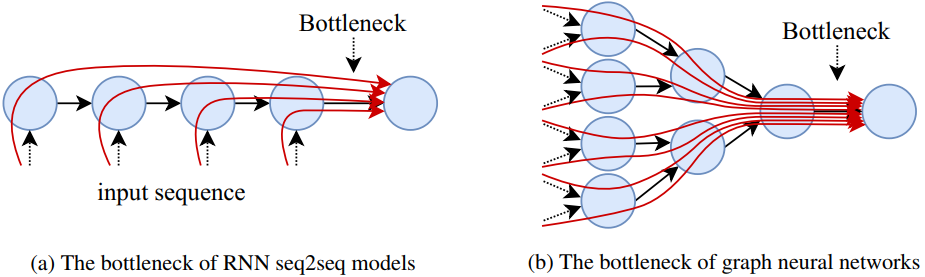 Bottleneck
input sequence
(a) The bottleneck of RNN seq2seq models
Bottleneck
(b) The bottleneck of graph neural networks